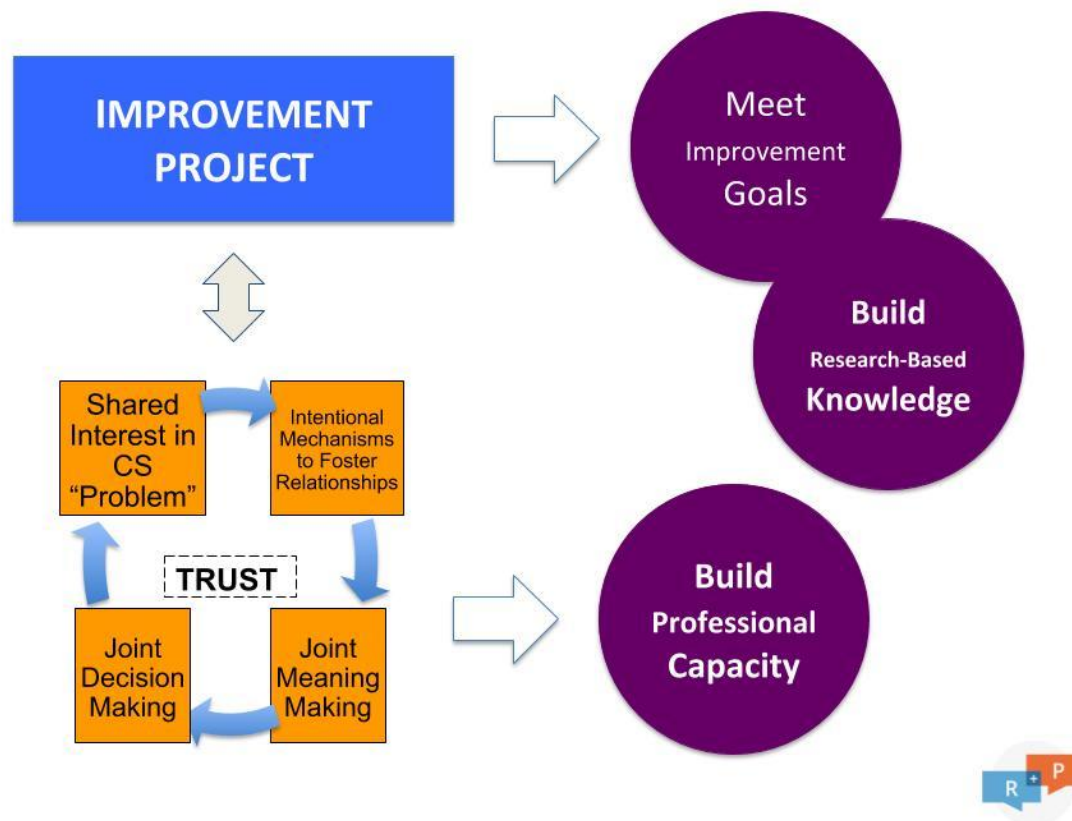 IMPROVEMENT
PROJECT
Meet
Improvement
Goals
Build
Research-Based
Knowledge
Shared
Interest in
CS
“Problem”
Intentional
Mechanisms
to Foster
Relationships
TRUST
Joint
Decision
Making
Joint
Meaning
Making
Build
Professional
Capacity
R + P